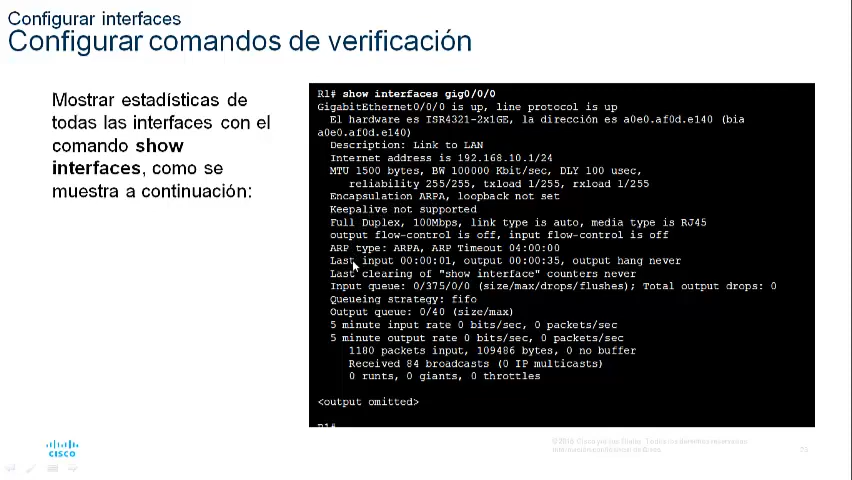 Configurar interfaces
Configurar comandos de verificación
Mostrar estadísticas de
todas las interfaces con el
comando show
interfaces, como se
muestra a continuación:
R1# show interfaces gig0/0/0
GigabitEthernet0/0/0 is up, line protocol is up
El hardware es ISR4321-2x1GE, la dirección es a0e0.af0d.e140 (bia
a0e0.af0d.e140)
Description: Link to LAN
Internet address is 192.168.10.1/24
MTU 1500 bytes, BW 100000 Kbit/sec, DLY 100 usec,
reliability 255/255, txload 1/255, rxload 1/255
Encapsulation ARPA, loopback not set
Keepalive not supported
Full Duplex, 100Mbps, link type is auto, media type is RJ45
output flow-control is off, input flow-control is off
ARP type: ARPA, ARP Timeout 04:00:00
Last input 00:00:01, output 00:00:35, output hang never
Last clearing of "show interface" counters never
Input queue: 0/375/0/0 (size/max/drops/flushes); Total output drops: 0
Queueing strategy: fifo
Output queue: 0/40 (size/max)
5 minute input rate 0 bits/sec, 0 packets/sec
5 minute output rate 0 bits/sec, 0 packets/sec
1180 packets input, 109486 bytes, 0 no buffer
Received 84 broadcasts (0 IP multicasts)
0 runts, 0 giants, 0 throttles
<output omitted>
R1#
CISCO